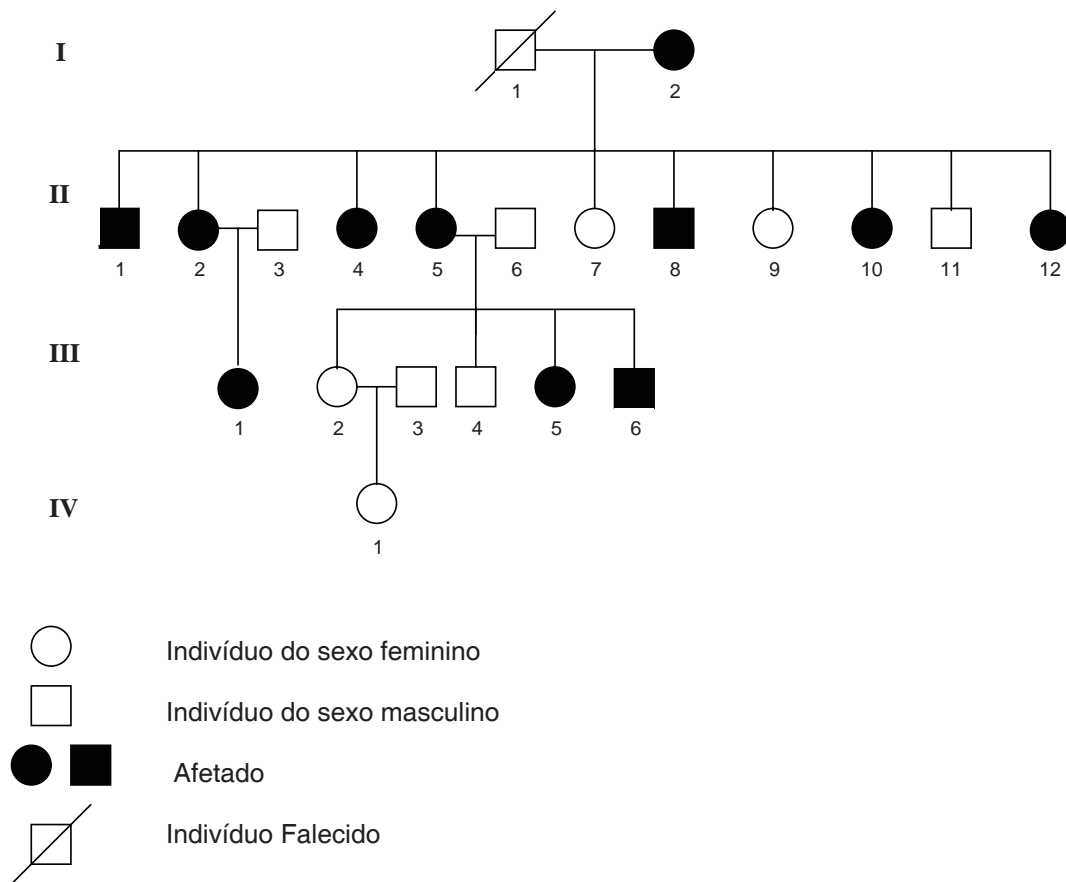 I
1 2
II
1 2 3 4 5 6 7 8 9 10 11 12
III
1 2 3 4 5 6
IV
1
Indivíduo do sexo feminino
Indivíduo do sexo masculino
Afetado
Indivíduo Falecido